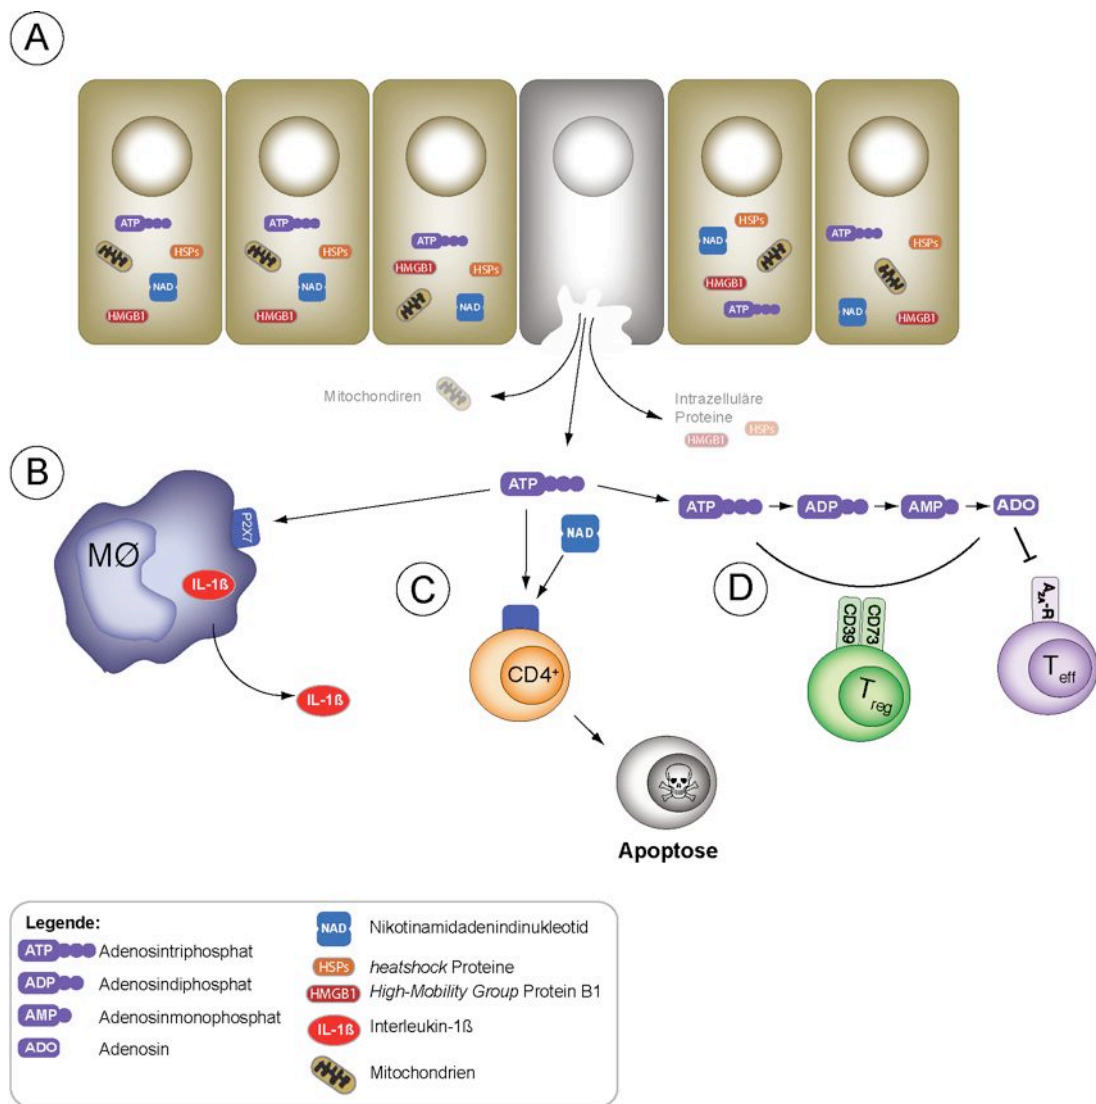 A
ATP
HSPs
NAD
HMGB1
ATP
HSPs
NAD
HMGB1
ATP
HMGB1
HSPs
NAD
HSPs
NAD
HMGB1
ATP
ATP
HSPs
NAD
HMGB1
Mitochondiren
Intrazelluläre
Proteine
HMGB1
HSPs
B
MØ
P2X7
IL-1ß
IL-1ß
ATP
NAD
C
CD4+
Apoptose
ATP
ADP
AMP
ADO
D
CD39
CD73
Treg
A2A-R
Teff
Legende:
ATP Adenosintriphosphat
ADP Adenosindiphosphat
AMP Adenosinmonophosphat
ADO Adenosin
NAD Nikotinamidadenindinukleotid
HSPs heatshock Proteine
HMGB1 High-Mobility Group Protein B1
IL-1ß Interleukin-1ß
Mitochondrien